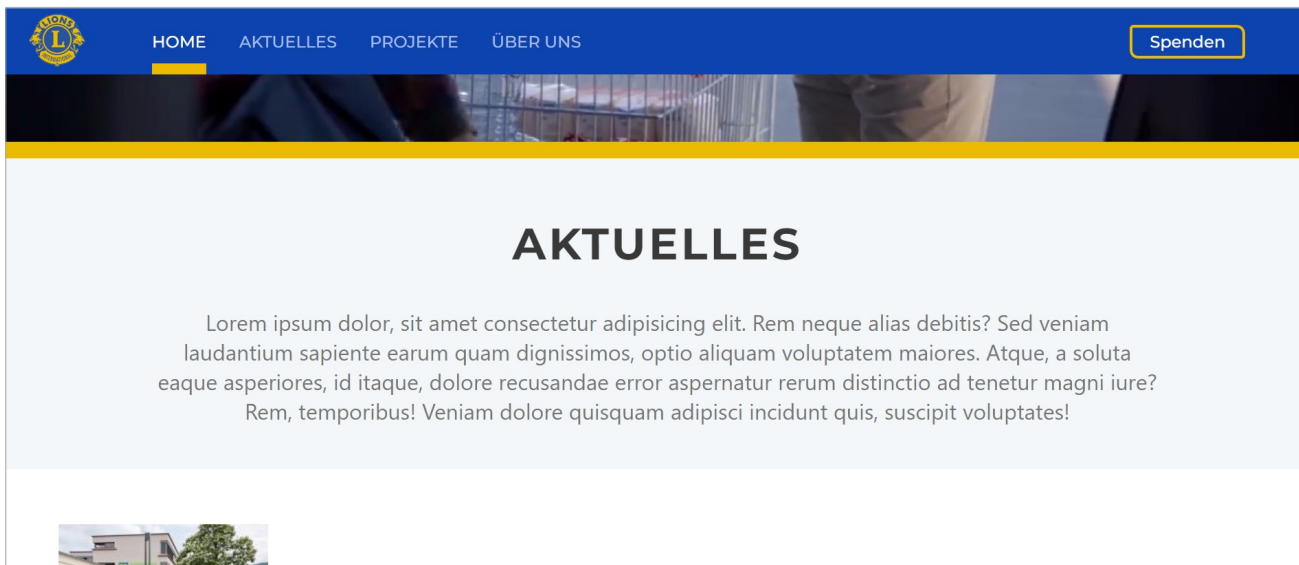 LIONS
L
INTERNATIONAL
HOME AKTUELLES PROJEKTE ÜBER UNS Spenden
AKTUELLES
Lorem ipsum dolor, sit amet consectetur adipisicing elit. Rem neque alias debitis? Sed veniam
laudantium sapiente earum quam dignissimos, optio aliquam voluptatem maiores. Atque, a soluta
eaque asperiores, id itaque, dolore recusandae error aspernatur rerum distinctio ad tenetur magni iure?
Rem, temporibus! Veniam dolore quisquam adipisci incidunt quis, suscipit voluptates!